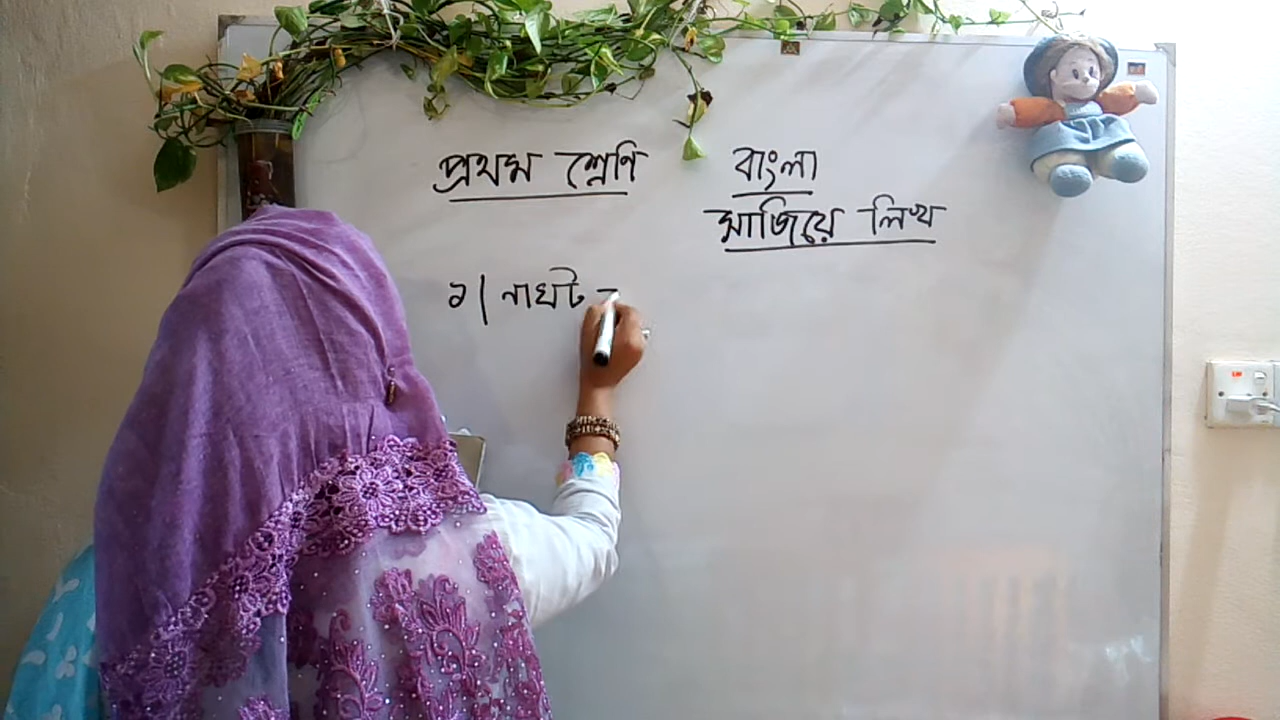 প্রথম শ্রেণি বাংলা
সাজিয়ে লিখ
১| নাঘট -